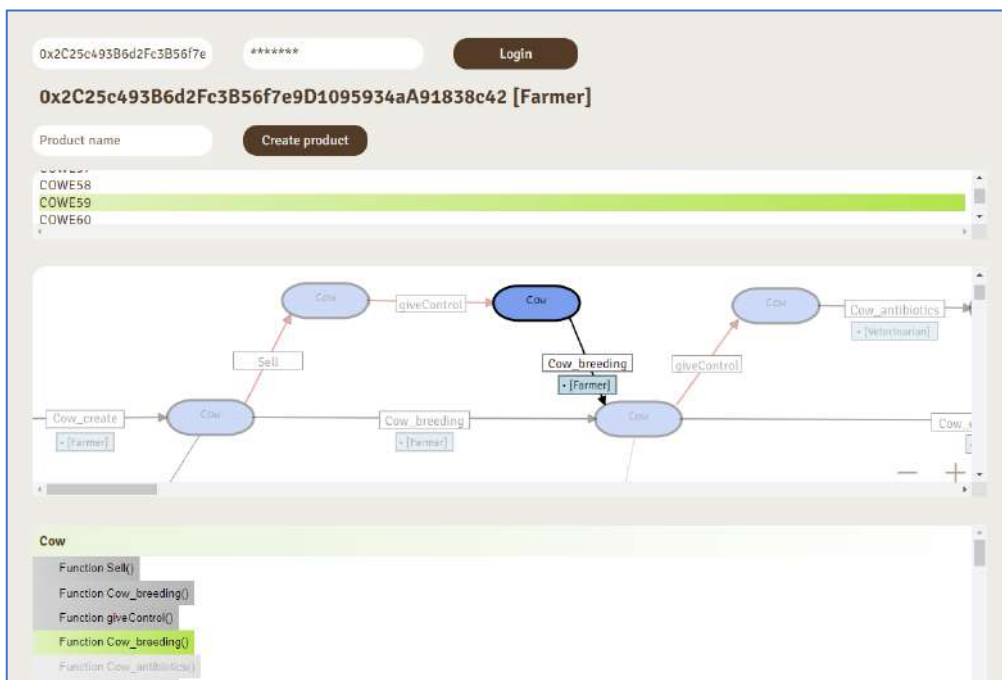 0x2C25c493B6d2Fc3B56f7e
*******
Login
0x2C25c493B6d2Fc3B56f7e9D1095934aA91838c42 [Farmer]
Product name
Create product
COWE57
COWE58
COWE59
COWE60
Cow
giveControl
Cow
Cow
Cow_antibiotics
- [Veterinarian]
Sell
Cow_breeding
- [Farmer]
giveControl
Cow_create
- [Farmer]
Cow
Cow_breeding
- [Farmer]
Cow
Cow_
Cow
Function Sell()
Function Cow_breeding()
Function giveControl()
Function Cow_breeding()
Function Cow_antibiotics()